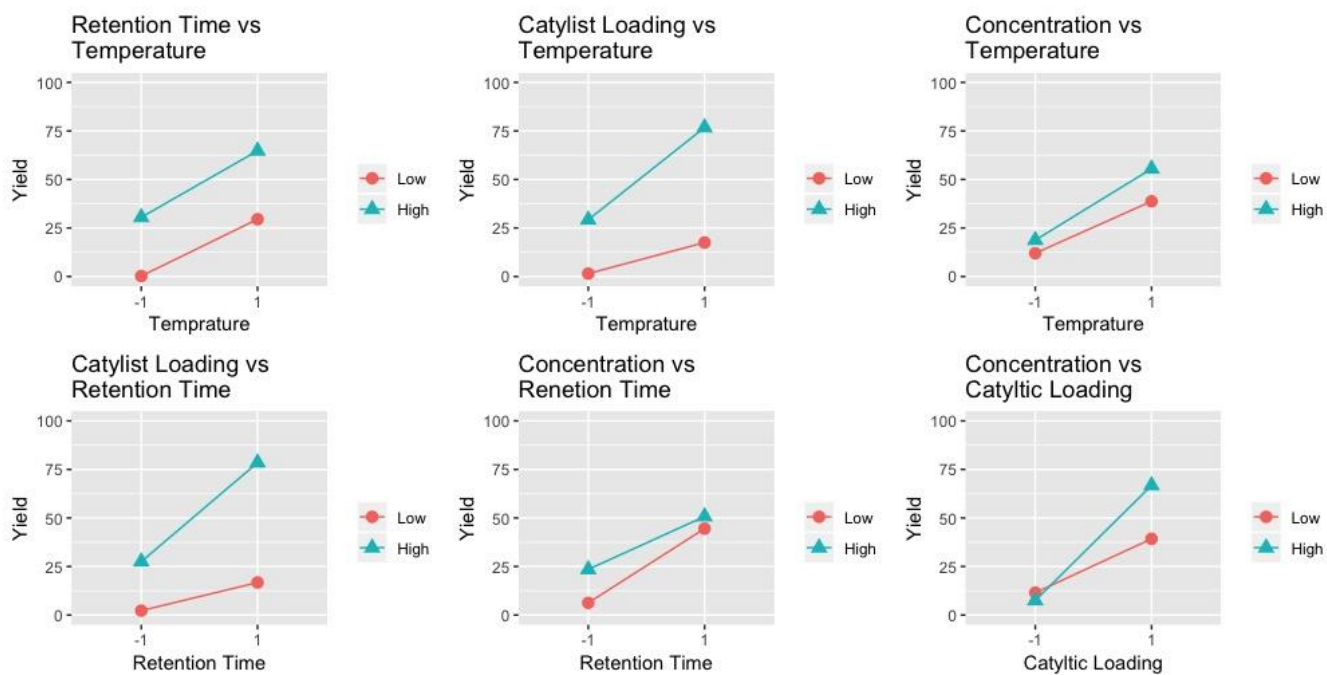 Retention Time vs
Temperature
100
75
50
25
0
Yield
-1
1
Temprature
Low
High
Catylist Loading vs
Temperature
100
75
50
25
0
Yield
-1
1
Temprature
Low
High
Concentration vs
Temperature
100
75
50
25
0
Yield
-1
1
Temprature
Low
High
Catylist Loading vs
Retention Time
100
75
50
25
0
Yield
-1
1
Retention Time
Low
High
Concentration vs
Renetion Time
100
75
50
25
0
Yield
-1
1
Retention Time
Low
High
Concentration vs
Catyltic Loading
100
75
50
25
0
Yield
-1
1
Catyltic Loading
Low
High